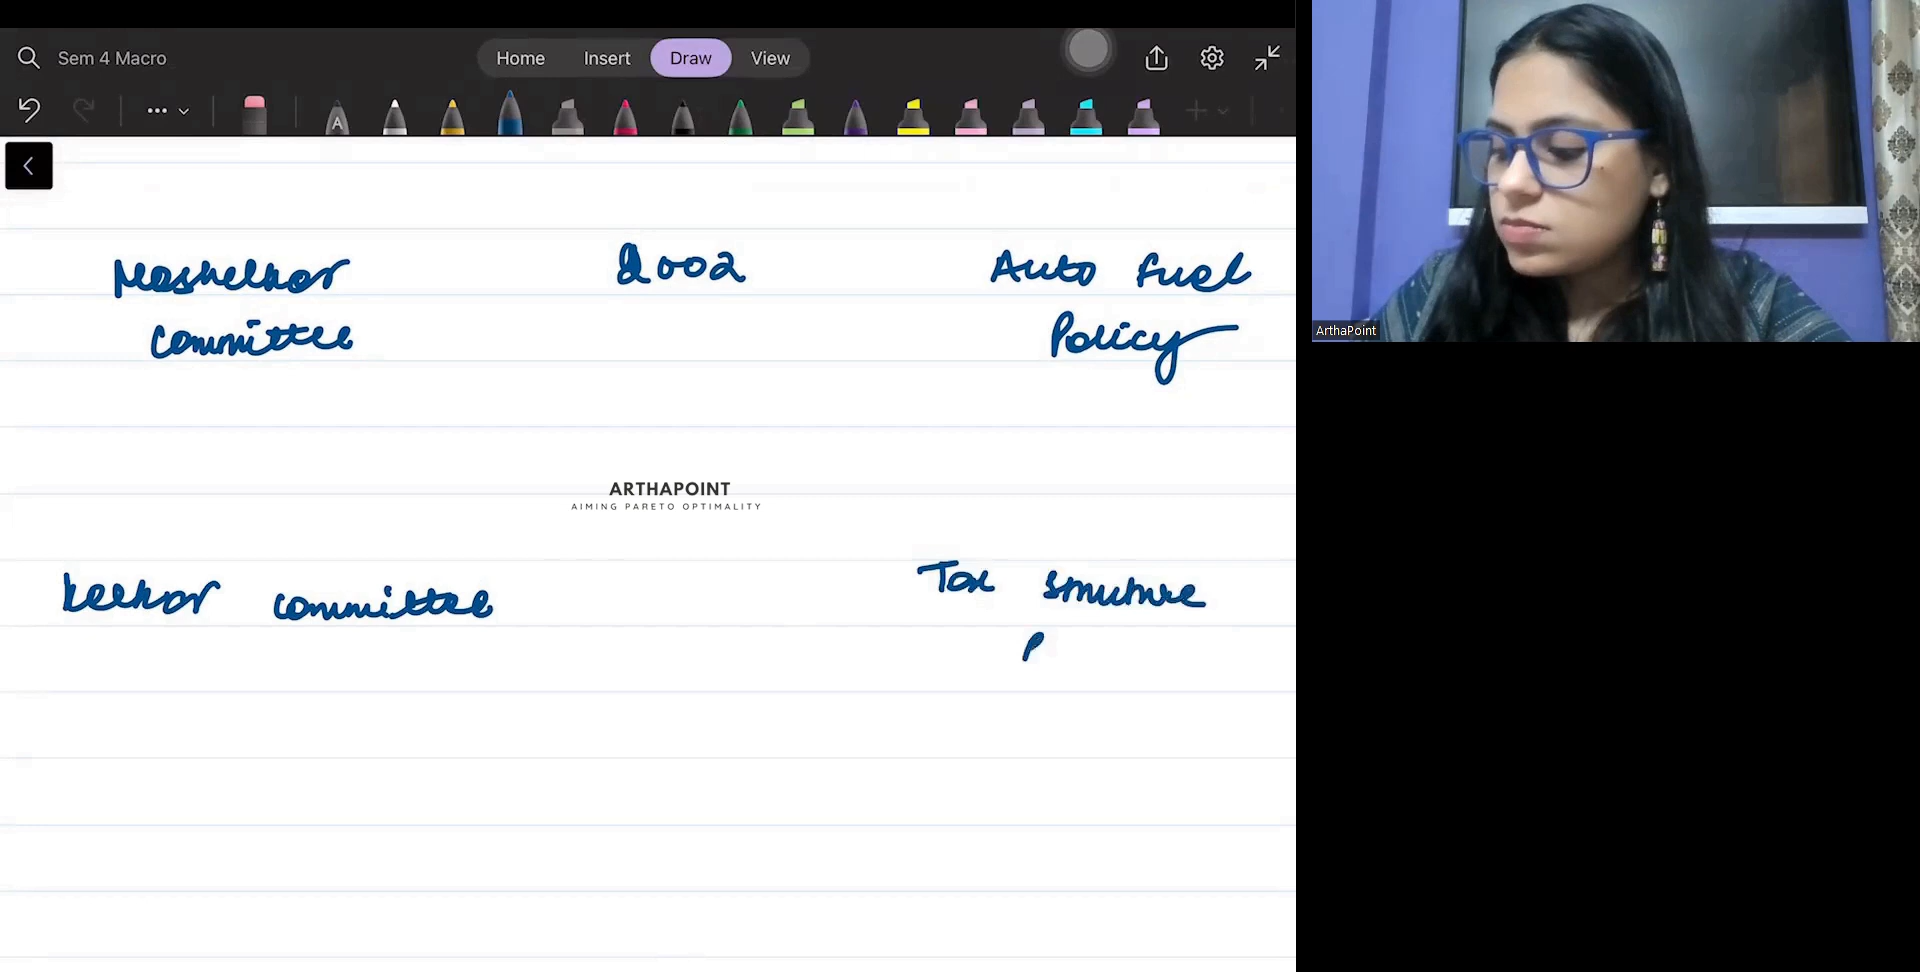 Sem 4 Macro
Home Insert Draw View
A
Mashelkar 2002 Auto Fuel
Committee Policy
ARTHAPOINT
AIMING PARETO OPTIMALITY
Kelkar committee Tax structure
P
ArthaPoint